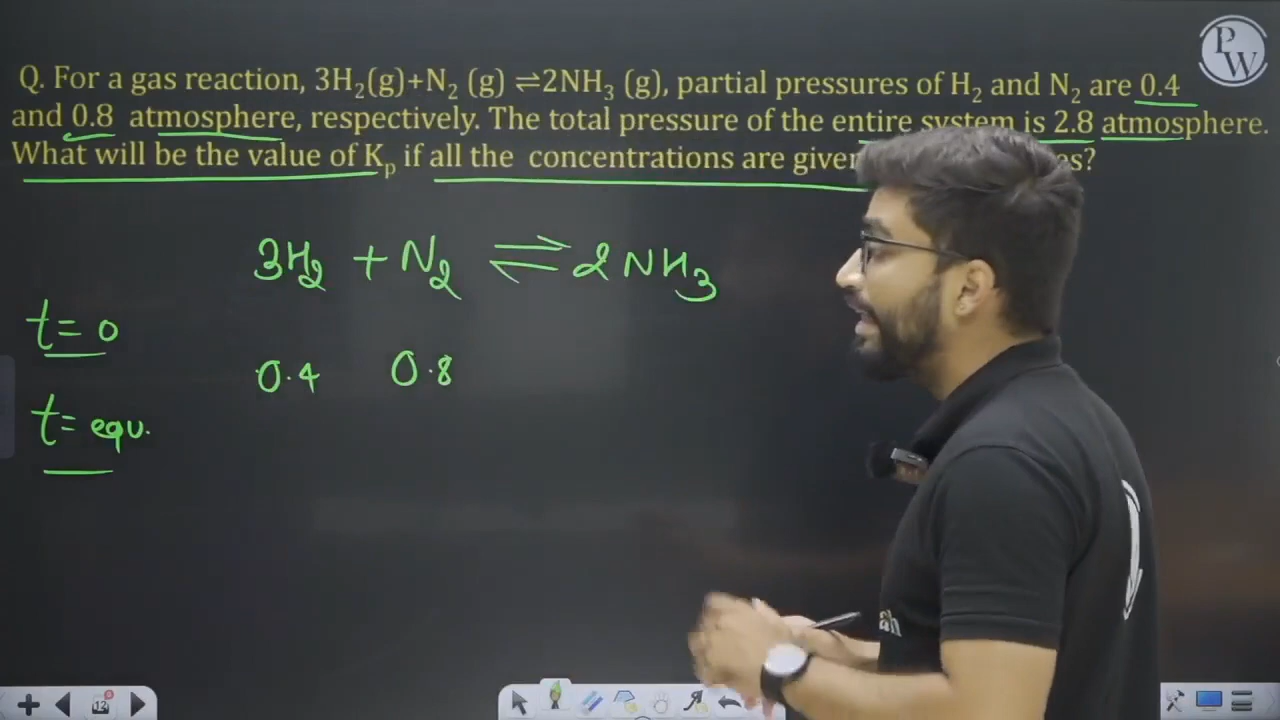 PW
Q. For a gas reaction, 3H₂(g)+N₂ (g) ⇌2NH₃ (g), partial pressures of H₂ and N₂ are 0.4
and 0.8 atmosphere, respectively. The total pressure of the entire system is 2.8 atmosphere.
What will be the value of Kₚ if all the concentrations are given
3H₂ + N₂ ⇌ 2NH₃
t = 0
0.4 0.8
t = equ.
12